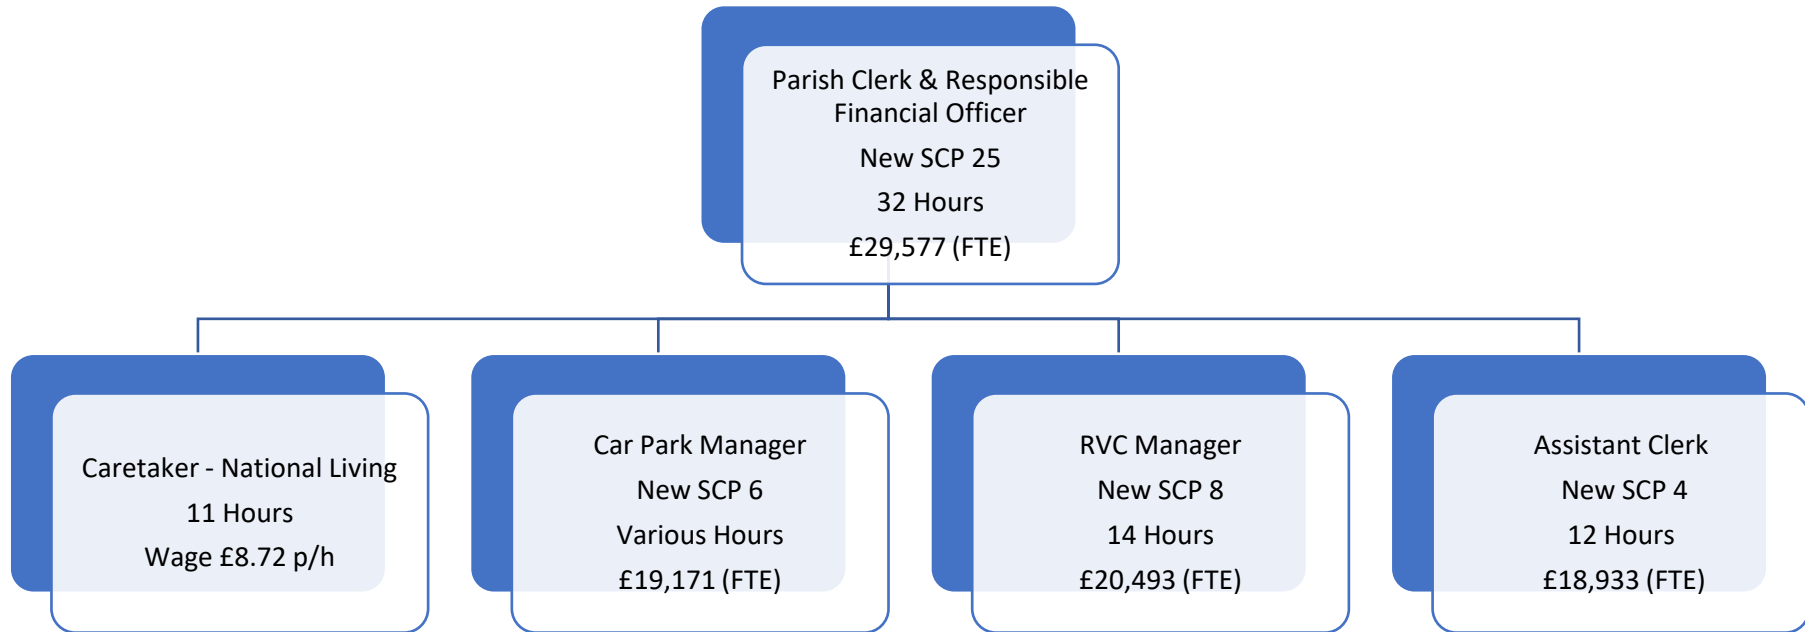 Parish Clerk & Responsible
Financial Officer
New SCP 25
32 Hours
£29,577 (FTE)
Caretaker - National Living
11 Hours
Wage £8.72 p/h
Car Park Manager
New SCP 6
Various Hours
£19,171 (FTE)
RVC Manager
New SCP 8
14 Hours
£20,493 (FTE)
Assistant Clerk
New SCP 4
12 Hours
£18,933 (FTE)